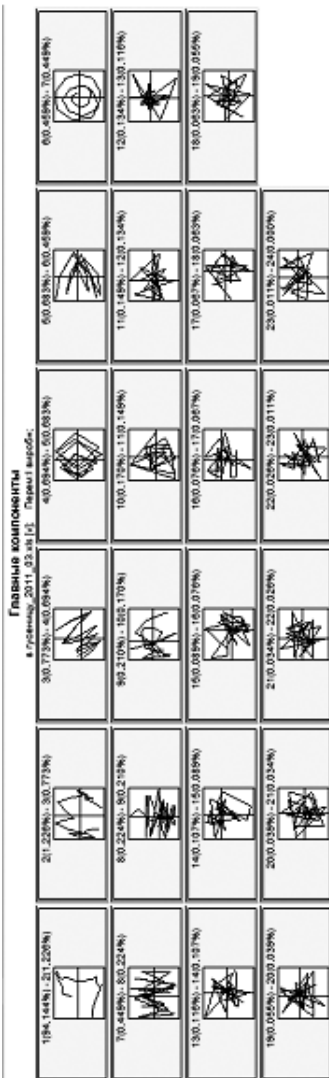 Главные компоненты
1(94,144%) - 2(1,226%)
2(1,226%) - 3(0,773%)
3(0,773%) - 4(0,694%)
4(0,694%) - 5(0,683%)
5(0,683%) - 6(0,459%)
6(0,459%) - 7(0,449%)
7(0,449%) - 8(0,224%)
8(0,224%) - 9(0,210%)
9(0,210%) - 10(0,170%)
10(0,170%) - 11(0,149%)
11(0,149%) - 12(0,134%)
12(0,134%) - 13(0,116%)
13(0,116%) - 14(0,107%)
14(0,107%) - 15(0,089%)
15(0,089%) - 16(0,076%)
16(0,076%) - 17(0,067%)
17(0,067%) - 18(0,063%)
18(0,063%) - 19(0,055%)
19(0,055%) - 20(0,039%)
20(0,039%) - 21(0,034%)
21(0,034%) - 22(0,026%)
22(0,026%) - 23(0,011%)
23(0,011%) - 24(0,000%)